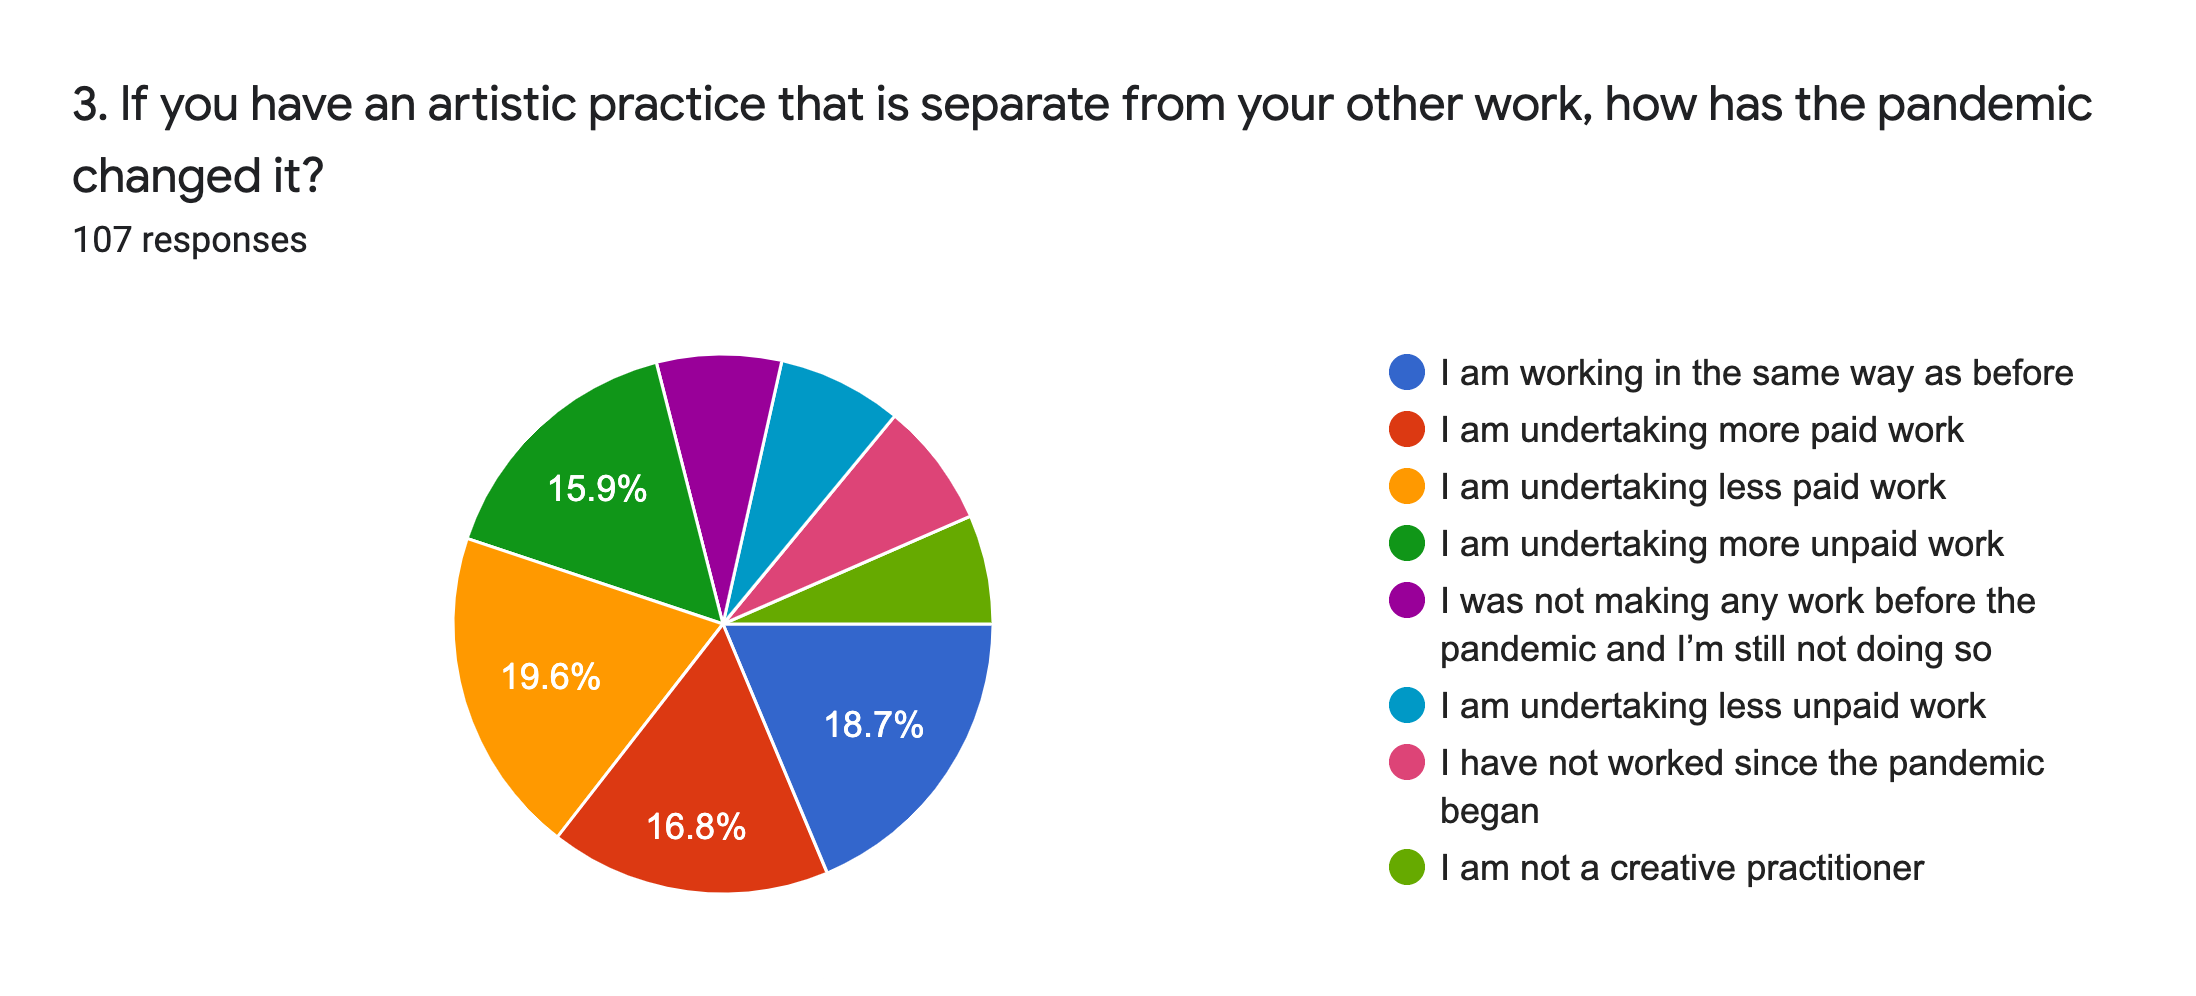 3. If you have an artistic practice that is separate from your other work, how has the pandemic
changed it?
107 responses
15.9%
19.6%
18.7%
16.8%
I am working in the same way as before
I am undertaking more paid work
I am undertaking less paid work
I am undertaking more unpaid work
I was not making any work before the
pandemic and I’m still not doing so
I am undertaking less unpaid work
I have not worked since the pandemic
began
I am not a creative practitioner